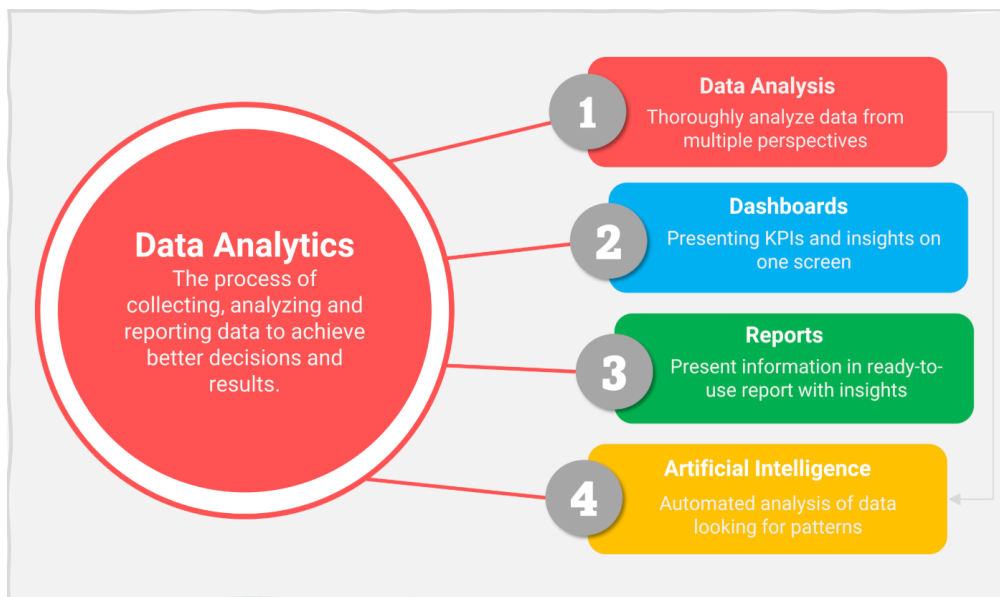 Data Analytics
The process of
collecting, analyzing and
reporting data to achieve
better decisions and
results.
1
Data Analysis
Thoroughly analyze data from
multiple perspectives
2
Dashboards
Presenting KPIs and insights on
one screen
3
Reports
Present information in ready-to-
use report with insights
4
Artificial Intelligence
Automated analysis of data
looking for patterns